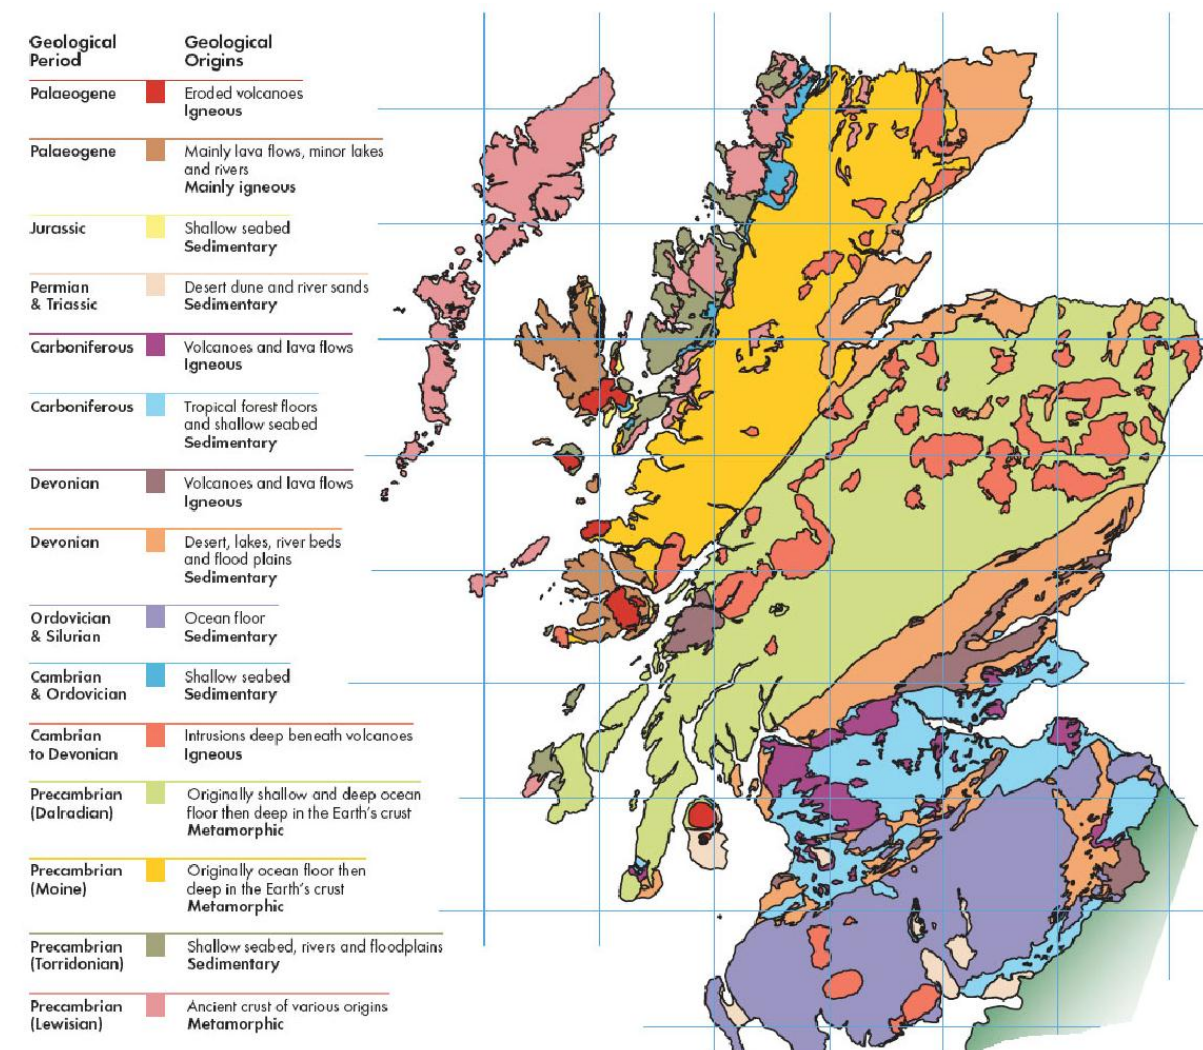 Geological Geological
Period Origins
Palaeogene Eroded volcanoes
Igneous
Palaeogene Mainly lava flows, minor lakes
and rivers
Mainly igneous
Jurassic Shallow seabed
Sedimentary
Permian Desert dune and river sands
& Triassic Sedimentary
Carboniferous Volcanoes and lava flows
Igneous
Carboniferous Tropical forest floors
and shallow seabed
Sedimentary
Devonian Volcanoes and lava flows
Igneous
Devonian Desert, lakes, river beds
and flood plains
Sedimentary
Ordovician Ocean floor
& Silurian Sedimentary
Cambrian Shallow seabed
& Ordovician Sedimentary
Cambrian Intrusions deep beneath volcanoes
to Devonian Igneous
Precambrian Originally shallow and deep ocean
(Dalradian) floor then deep in the Earth's crust
Metamorphic
Precambrian Originally ocean floor then
(Moine) deep in the Earth's crust
Metamorphic
Precambrian Shallow seabed, rivers and floodplains
(Torridonian) Sedimentary
Precambrian Ancient crust of various origins
(Lewisian) Metamorphic